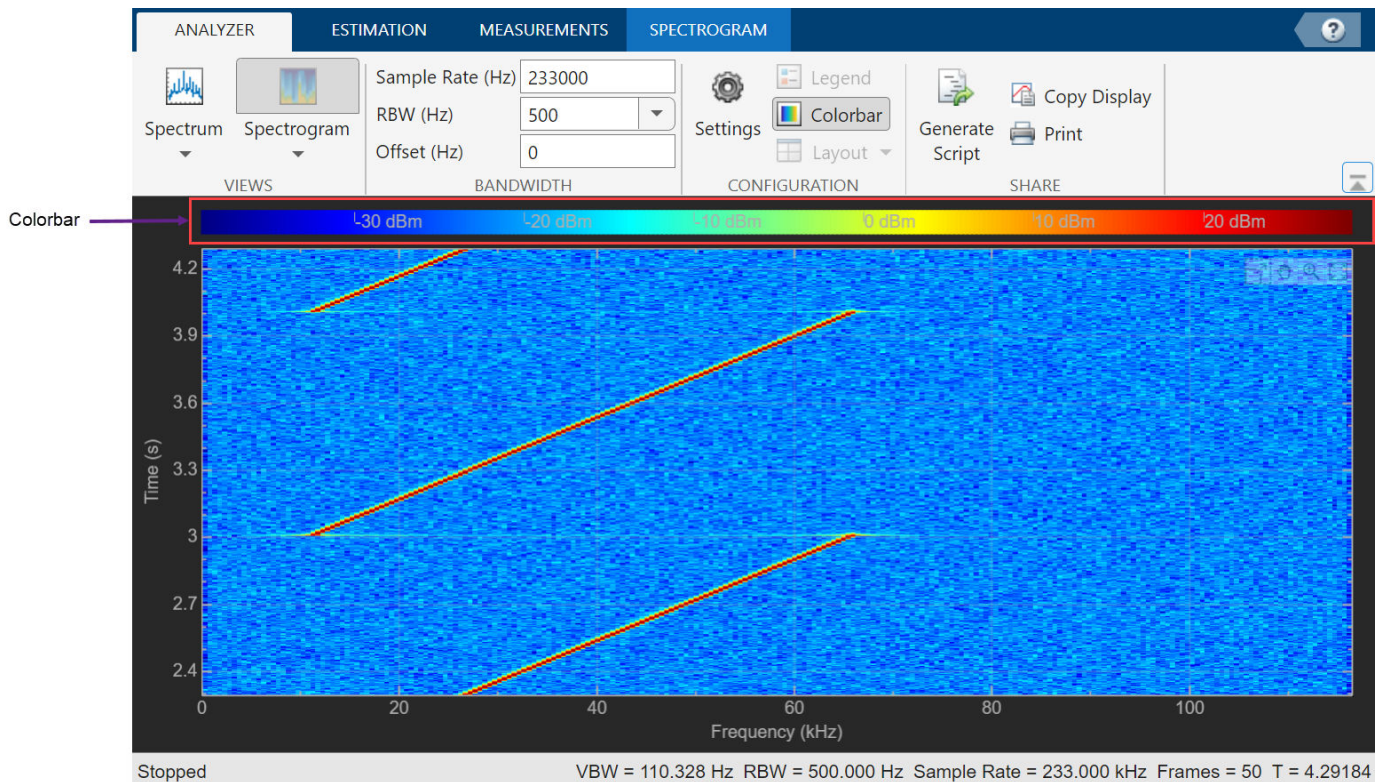 ANALYZER ESTIMATION MEASUREMENTS SPECTROGRAM ?
Sample Rate (Hz) 233000
Legend
RBW (Hz) 500
Colorbar
Copy Display
Spectrum Spectrogram
Settings
Generate Script
Print
Offset (Hz) 0
Layout
VIEWS BANDWIDTH CONFIGURATION SHARE
Colorbar
-30 dBm -20 dBm -10 dBm 0 dBm 10 dBm 20 dBm
4.2
3.9
3.6
3.3
3
2.7
2.4
Time (s)
0 20 40 60 80 100
Frequency (kHz)
Stopped VBW = 110.328 Hz RBW = 500.000 Hz Sample Rate = 233.000 kHz Frames = 50 T = 4.29184